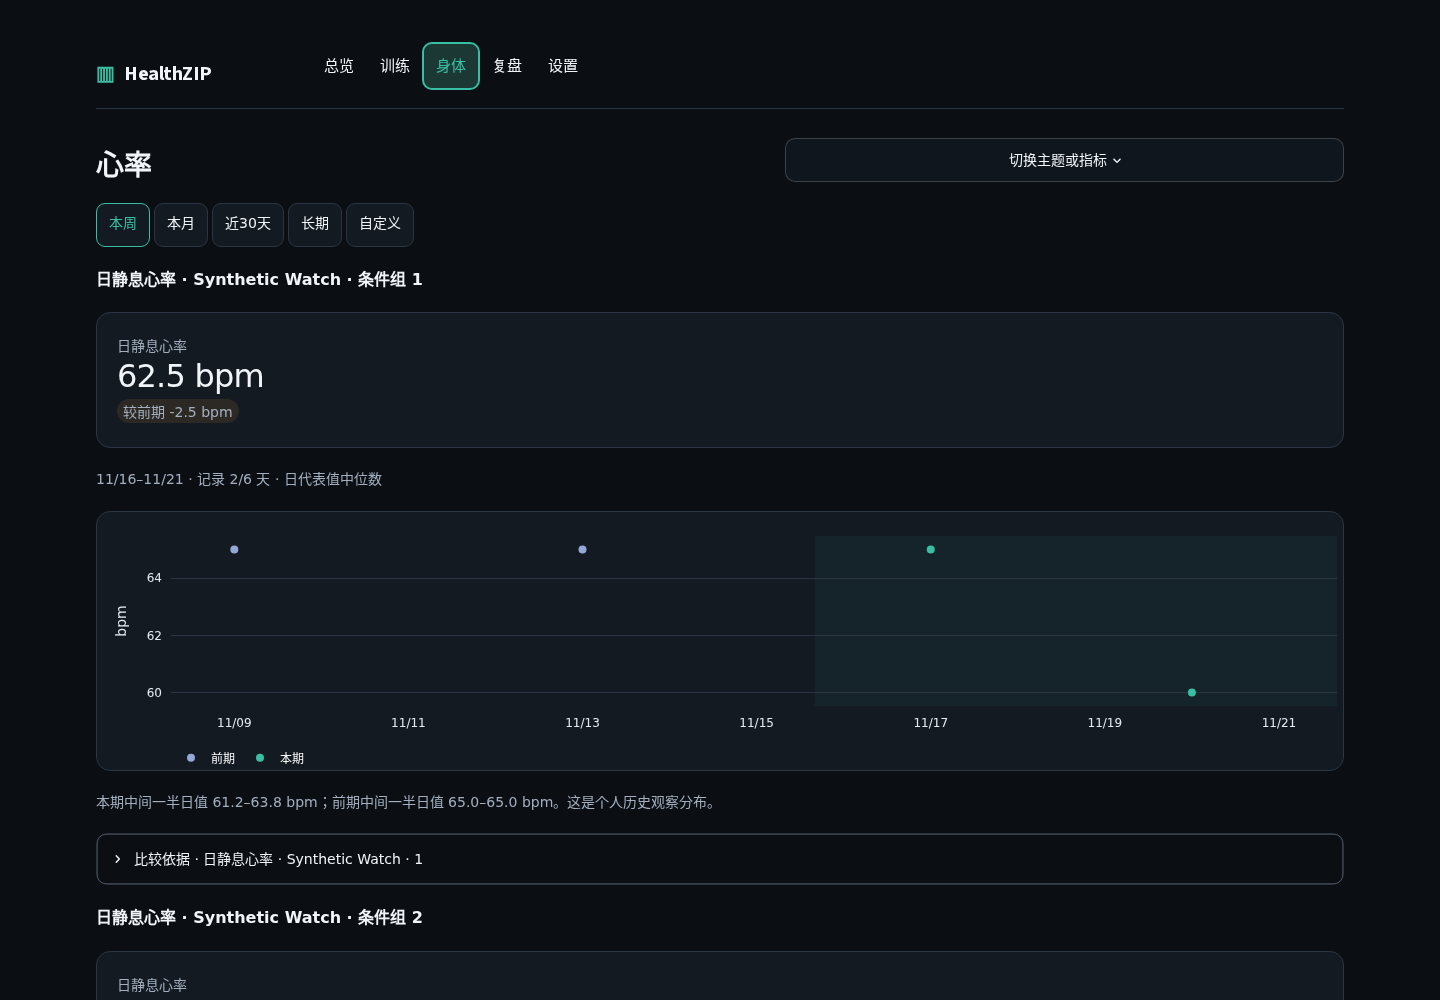 HealthZIP
总览 训练 身体 复盘 设置
心率
切换主题或指标
本周 本月 近30天 长期 自定义
日静息心率 · Synthetic Watch · 条件组 1
日静息心率
62.5 bpm
较前期 -2.5 bpm
11/16–11/21 · 记录 2/6 天 · 日代表值中位数
64
62
60
bpm
11/09 11/11 11/13 11/15 11/17 11/19 11/21
前期 本期
本期中间一半日值 61.2–63.8 bpm；前期中间一半日值 65.0–65.0 bpm。这是个人历史观察分布。
比较依据 · 日静息心率 · Synthetic Watch · 1
日静息心率 · Synthetic Watch · 条件组 2
日静息心率